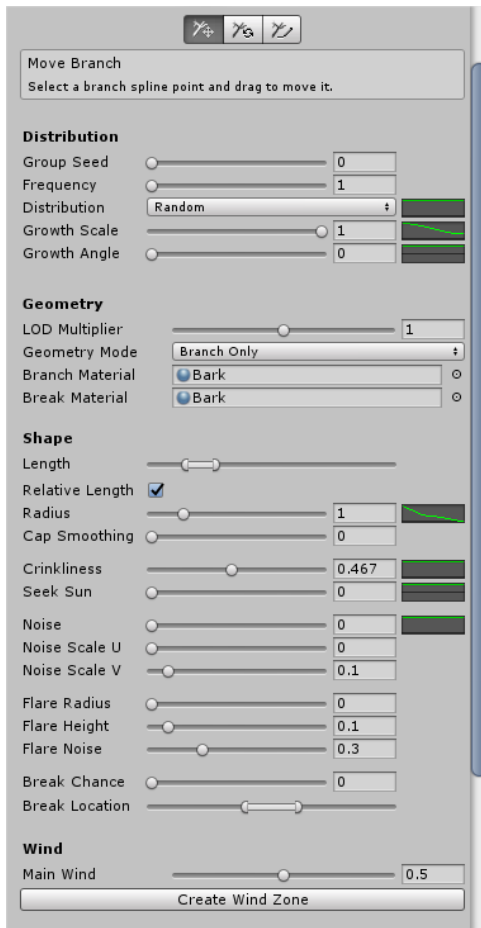 Move Branch
Select a branch spline point and drag to move it.
Distribution
Group Seed 0
Frequency 1
Distribution Random
Growth Scale 1
Growth Angle 0
Geometry
LOD Multiplier 1
Geometry Mode Branch Only
Branch Material Bark
Break Material Bark
Shape
Length
Relative Length
Radius 1
Cap Smoothing 0
Crinkliness 0.467
Seek Sun 0
Noise 0
Noise Scale U 0
Noise Scale V 0.1
Flare Radius 0
Flare Height 0.1
Flare Noise 0.3
Break Chance 0
Break Location
Wind
Main Wind 0.5
Create Wind Zone